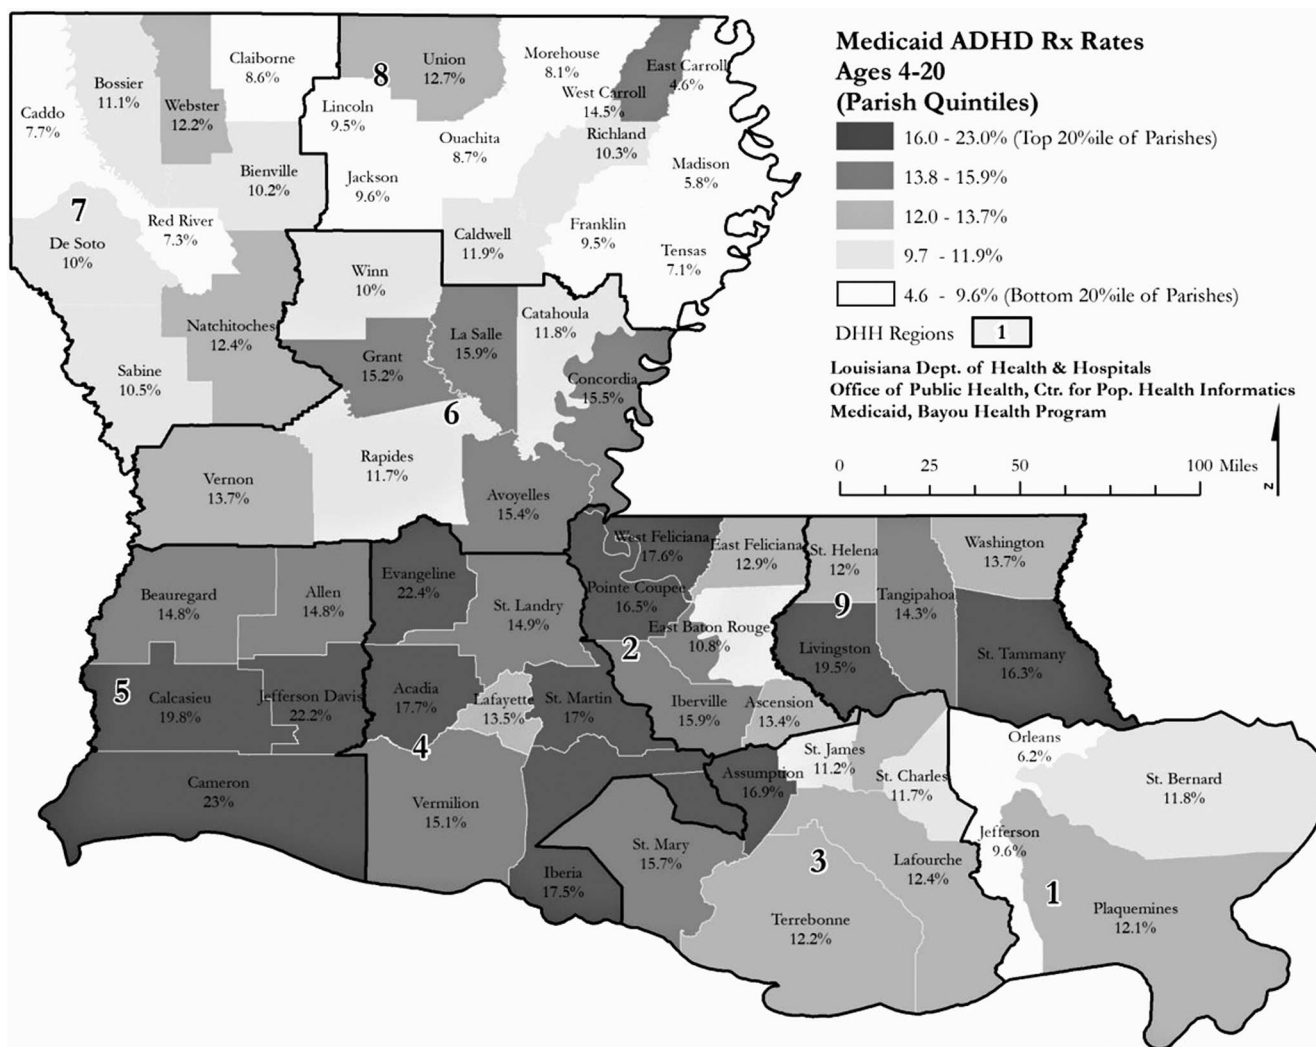 Medicaid ADHD Rx Rates
Ages 4-20
(Parish Quintiles)
16.0 - 23.0% (Top 20%ile of Parishes)
13.8 - 15.9%
12.0 - 13.7%
9.7 - 11.9%
4.6 - 9.6% (Bottom 20%ile of Parishes)
DHH Regions 1
Louisiana Dept. of Health & Hospitals
Office of Public Health, Ctr. for Pop. Health Informatics
Medicaid, Bayou Health Program
0 25 50 100 Miles
N
Caddo
7.7%
Bossier
11.1%
Webster
12.2%
Claiborne
8.6%
Bienville
10.2%
7
Red River
7.3%
De Soto
10%
Natchitoches
12.4%
Sabine
10.5%
8
Union
12.7%
Morehouse
8.1%
East Carroll
4.6%
West Carroll
14.5%
Lincoln
9.5%
Ouachita
8.7%
Richland
10.3%
Madison
5.8%
Jackson
9.6%
Caldwell
11.9%
Franklin
9.5%
Tensas
7.1%
Winn
10%
Grant
15.2%
La Salle
15.9%
Catahoula
11.8%
Concordia
15.5%
6
Rapides
11.7%
Vernon
13.7%
Avoyelles
15.4%
Beauregard
14.8%
Allen
14.8%
5
Calcasieu
19.8%
Jefferson Davis
22.2%
Cameron
23%
Evangeline
22.4%
St. Landry
14.9%
Acadia
17.7%
Lafayette
13.5%
St. Martin
17%
4
Vermilion
15.1%
Iberia
17.5%
West Feliciana
17.6%
East Feliciana
12.9%
Pointe Coupee
16.5%
East Baton Rouge
10.8%
2
Iberville
15.9%
Ascension
13.4%
St. Helena
12%
Tangipahoa
14.3%
Washington
13.7%
9
Livingston
19.5%
St. Tammany
16.3%
Assumption
16.9%
St. James
11.2%
St. Charles
11.7%
St. Mary
15.7%
3
Lafourche
12.4%
Terrebonne
12.2%
Orleans
6.2%
St. Bernard
11.8%
Jefferson
9.6%
1
Plaquemines
12.1%